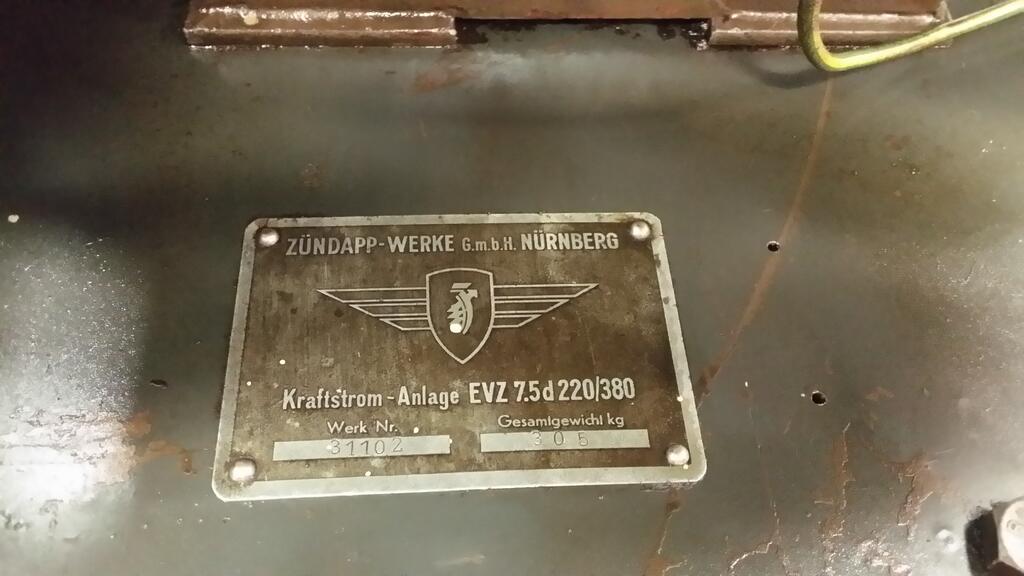 ZÜNDAPP-WERKE G.m.b.H. NÜRNBERG
Kraftstrom-Anlage EVZ 7.5d 220/380
Werk Nr. Gesamtgewicht kg
31102 305